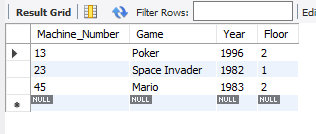 Result Grid Filter Rows: Edi
Machine_Number Game Year Floor
13 Poker 1996 2
23 Space Invader 1982 1
45 Mario 1983 2
NULL NULL NULL NULL